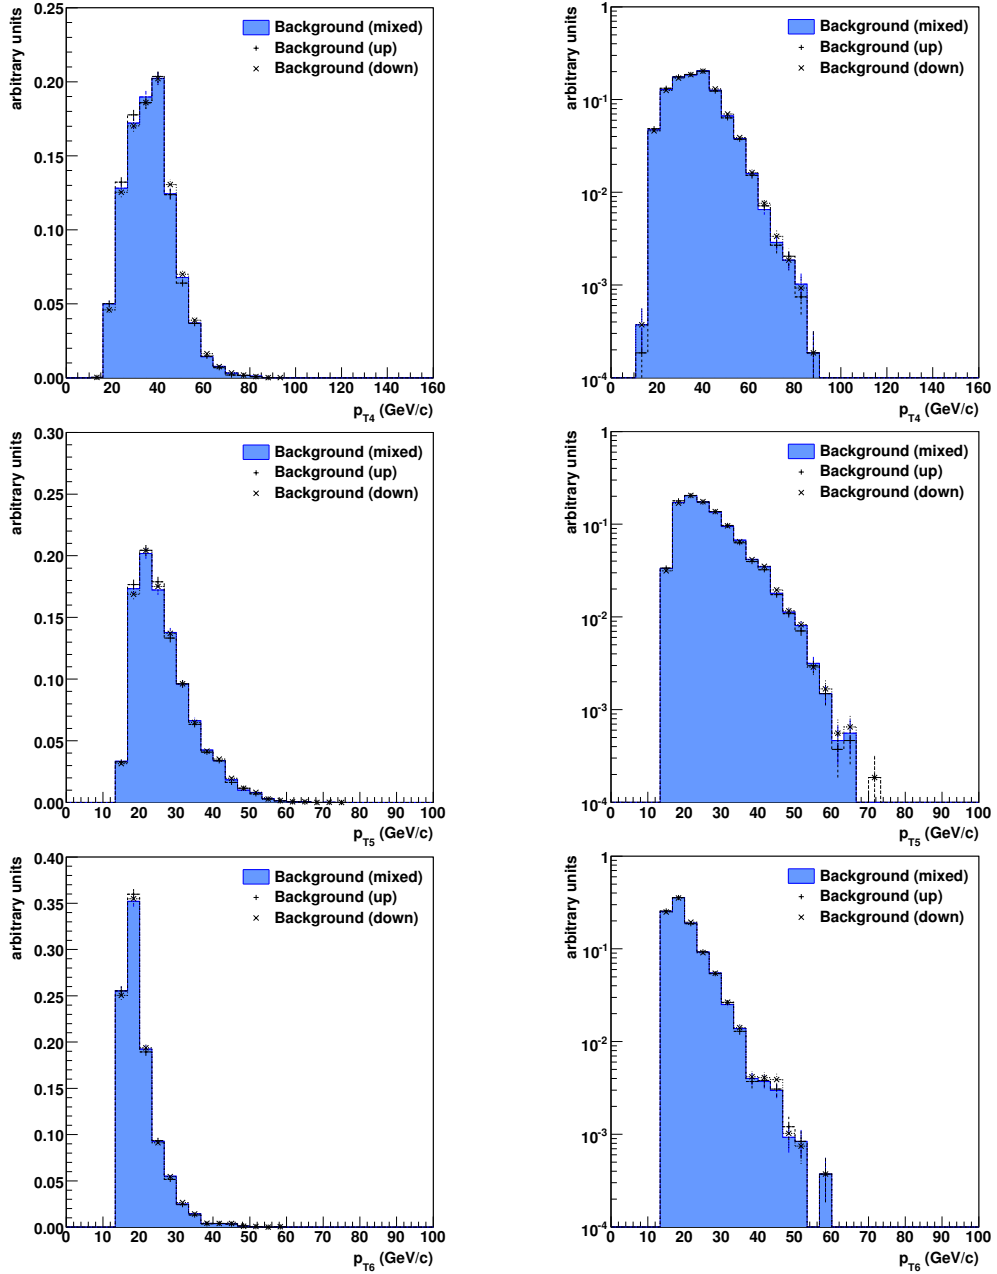 arbitrary units
0.25
0.20
0.15
0.10
0.05
0.00
Background (mixed)
Background (up)
Background (down)
0 20 40 60 80 100 120 140 160
p_T4 (GeV/c)
arbitrary units
1
10^-1
10^-2
10^-3
10^-4
Background (mixed)
Background (up)
Background (down)
0 20 40 60 80 100 120 140 160
p_T4 (GeV/c)
arbitrary units
0.30
0.25
0.20
0.15
0.10
0.05
0.00
Background (mixed)
Background (up)
Background (down)
0 10 20 30 40 50 60 70 80 90 100
p_T5 (GeV/c)
arbitrary units
1
10^-1
10^-2
10^-3
10^-4
Background (mixed)
Background (up)
Background (down)
0 10 20 30 40 50 60 70 80 90 100
p_T5 (GeV/c)
arbitrary units
0.40
0.35
0.30
0.25
0.20
0.15
0.10
0.05
0.00
Background (mixed)
Background (up)
Background (down)
0 10 20 30 40 50 60 70 80 90 100
p_T6 (GeV/c)
arbitrary units
1
10^-1
10^-2
10^-3
10^-4
Background (mixed)
Background (up)
Background (down)
0 10 20 30 40 50 60 70 80 90 100
p_T6 (GeV/c)